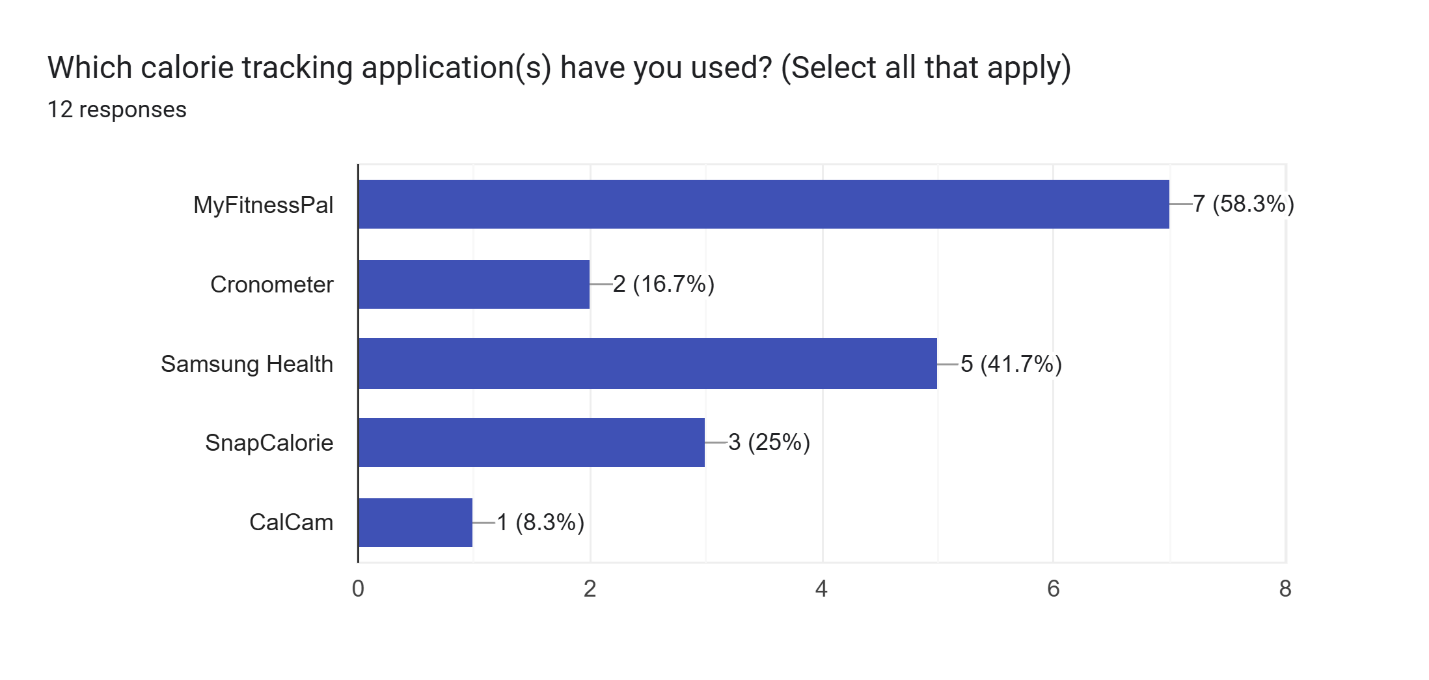 Which calorie tracking application(s) have you used? (Select all that apply)
12 responses
MyFitnessPal 7 (58.3%)
Cronometer 2 (16.7%)
Samsung Health 5 (41.7%)
SnapCalorie 3 (25%)
CalCam 1 (8.3%)
0 2 4 6 8